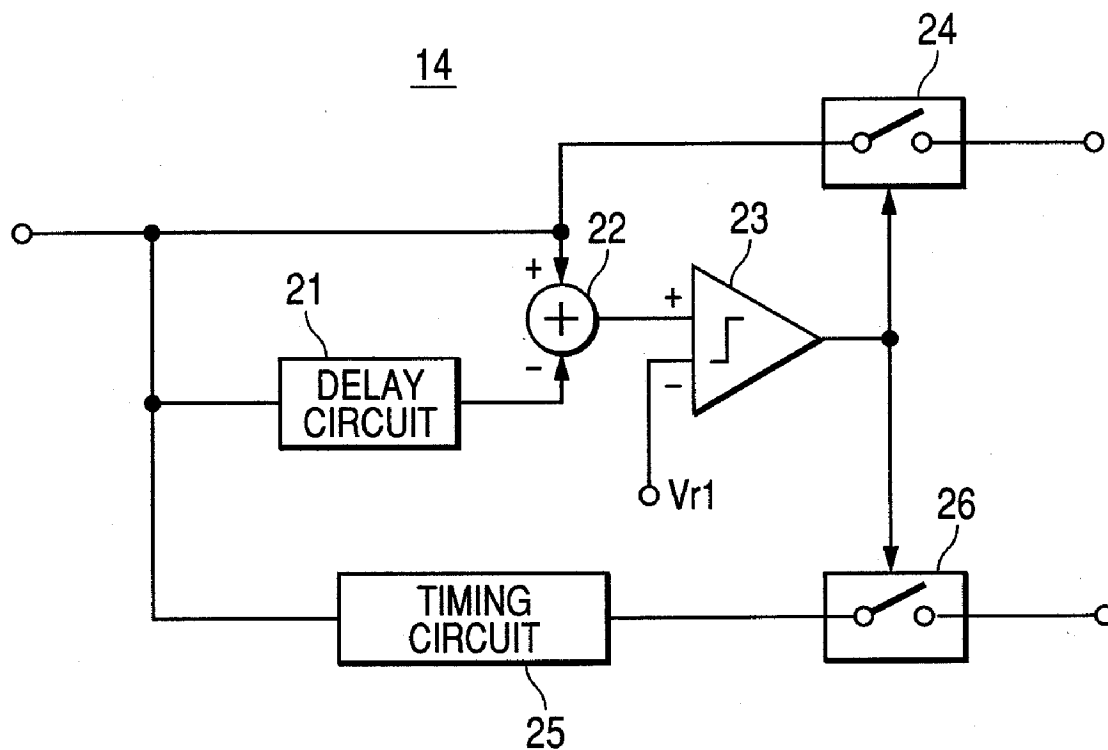 14
24
22
23
+
+
21
DELAY
CIRCUIT
-
-
Vr1
26
TIMING
CIRCUIT
25